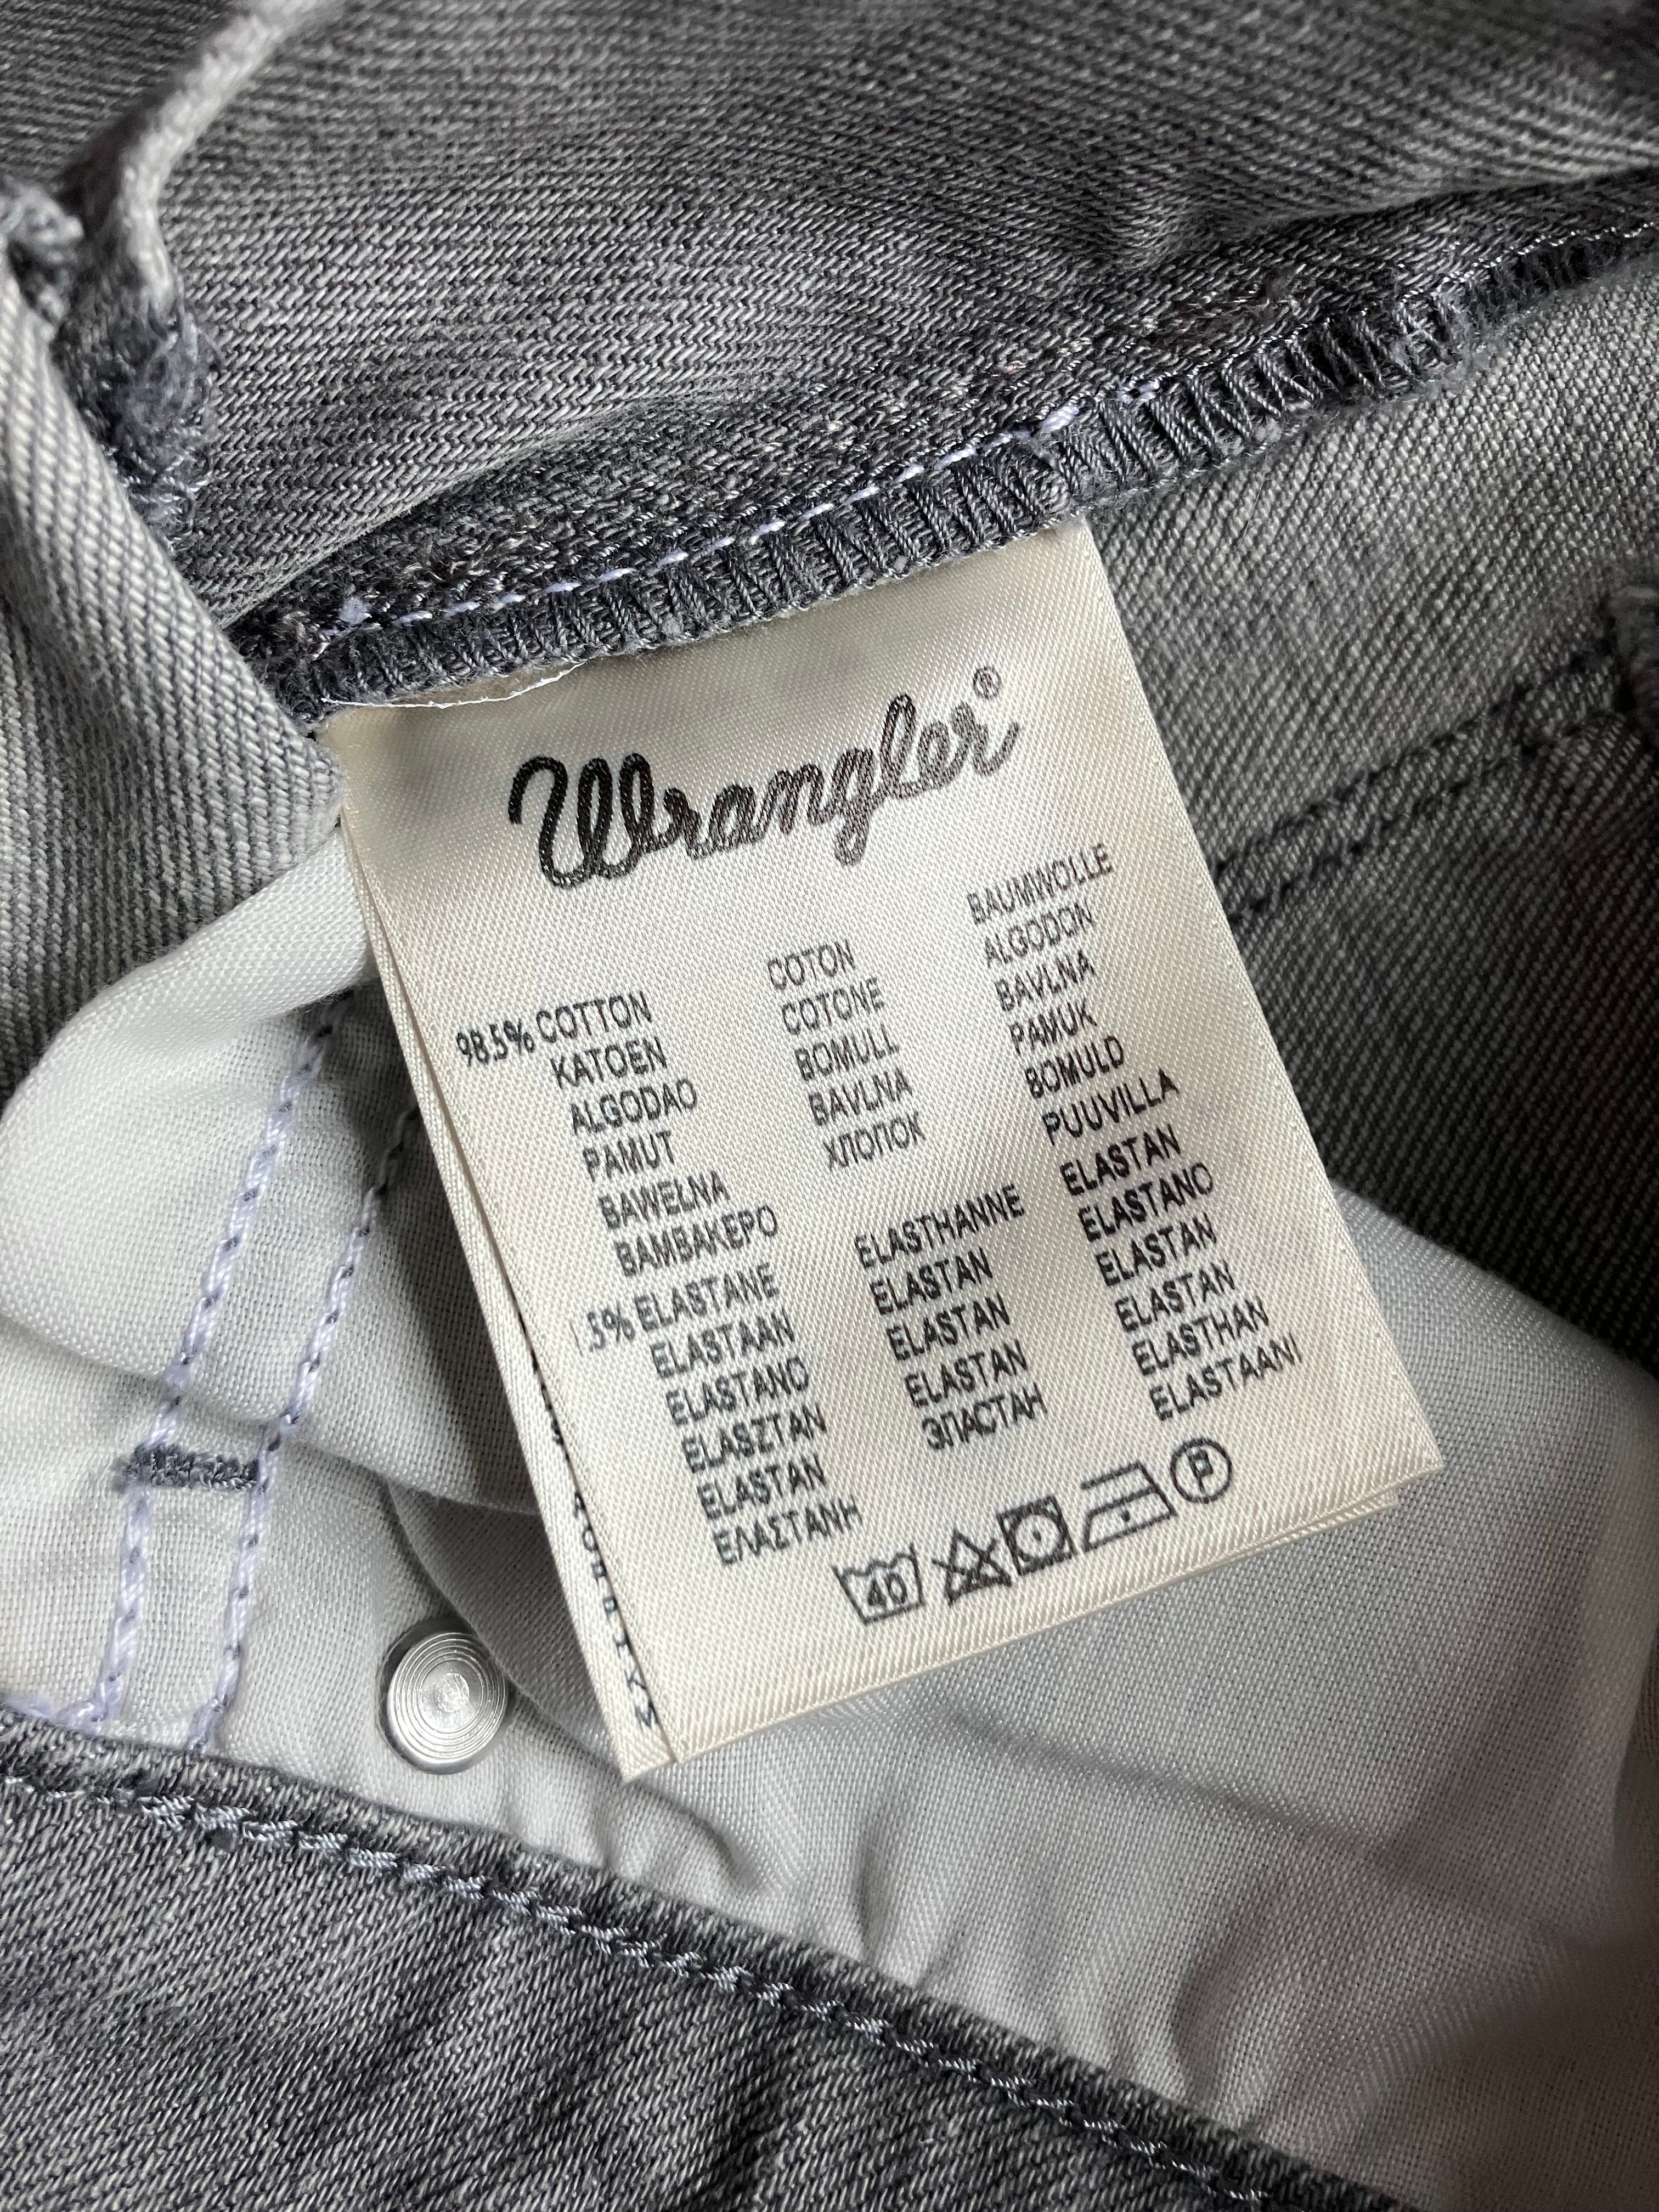 Wrangler®
98.5% COTTON COTON BAUMWOLLE
KATOEN COTONE ALGODON
ALGODAO BOMULL BAVLNA
PAMUT BAVLNA PAMUK
BAWELNA ХЛОПОК BOMULD
BAMBAKEPO PUUVILLA
1.5% ELASTANE ELASTHANNE ELASTAN
ELASTAAN ELASTAN ELASTANO
ELASTANO ELASTAN ELASTAN
ELASZTAN ELASTAN ELASTAN
ELASTAN ЭЛАСТАН ELASTHAN
ΕΛΑΣΤΑΝΗ ELASTAANI
40 P